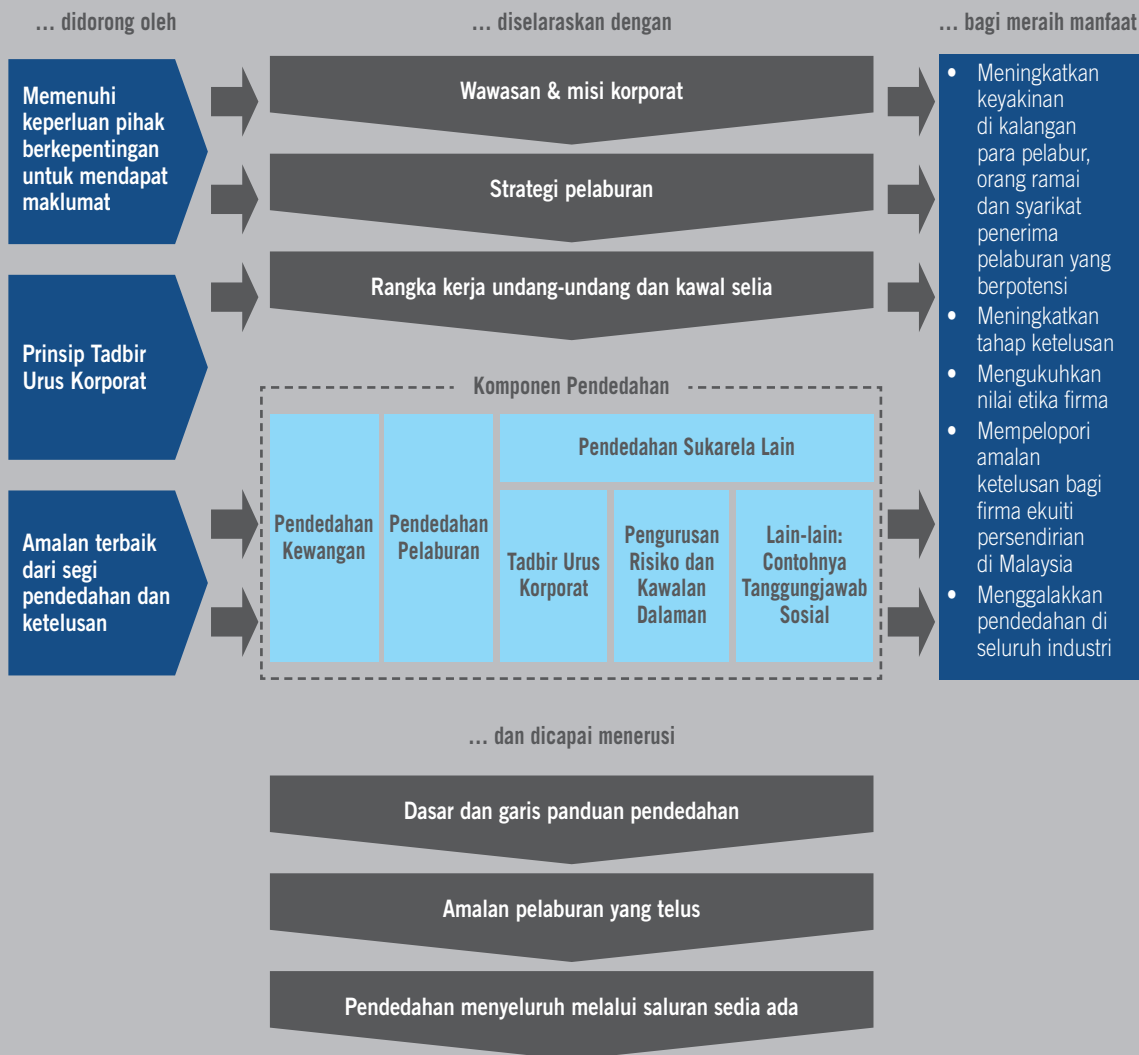 ... didorong oleh
... diselaraskan dengan
... bagi meraih manfaat
Memenuhi
keperluan pihak
berkepentingan
untuk mendapat
maklumat
Prinsip Tadbir
Urus Korporat
Amalan terbaik
dari segi
pendedahan dan
ketelusan
Wawasan & misi korporat
Strategi pelaburan
Rangka kerja undang-undang dan kawal selia
Komponen Pendedahan
Pendedahan
Kewangan
Pendedahan
Pelaburan
Pendedahan Sukarela Lain
Tadbir Urus
Korporat
Pengurusan
Risiko dan
Kawalan
Dalaman
Lain-lain:
Contohnya
Tanggungjawab
Sosial
• Meningkatkan
keyakinan
di kalangan
para pelabur,
orang ramai
dan syarikat
penerima
pelaburan yang
berpotensi
• Meningkatkan
tahap ketelusan
• Mengukuhkan
nilai etika firma
• Mempelopori
amalan
ketelusan bagi
firma ekuiti
persendirian
di Malaysia
• Menggalakkan
pendedahan di
seluruh industri
... dan dicapai menerusi
Dasar dan garis panduan pendedahan
Amalan pelaburan yang telus
Pendedahan menyeluruh melalui saluran sedia ada